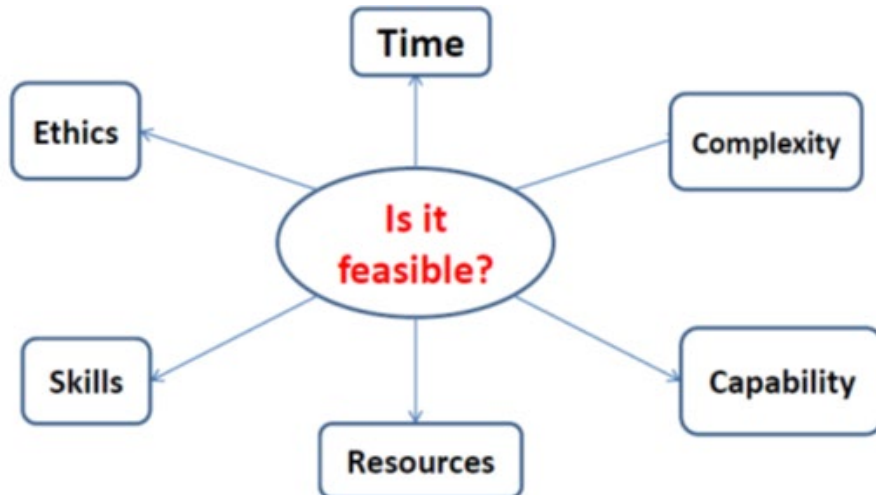 Time
Ethics
Complexity
Is it
feasible?
Skills
Capability
Resources